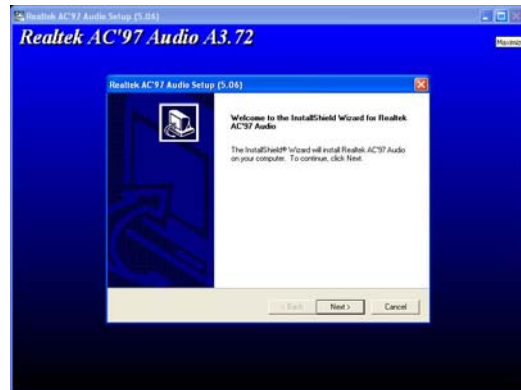 Realtek AC'97 Audio Setup (5.06)
Realtek AC'97 Audio A3.72
Maximize
Realtek AC'97 Audio Setup (5.06)
Welcome to the InstallShield Wizard for Realtek
AC'97 Audio
The InstallShield® Wizard will install Realtek AC'97 Audio
on your computer. To continue, click Next.
< Back
Next >
Cancel